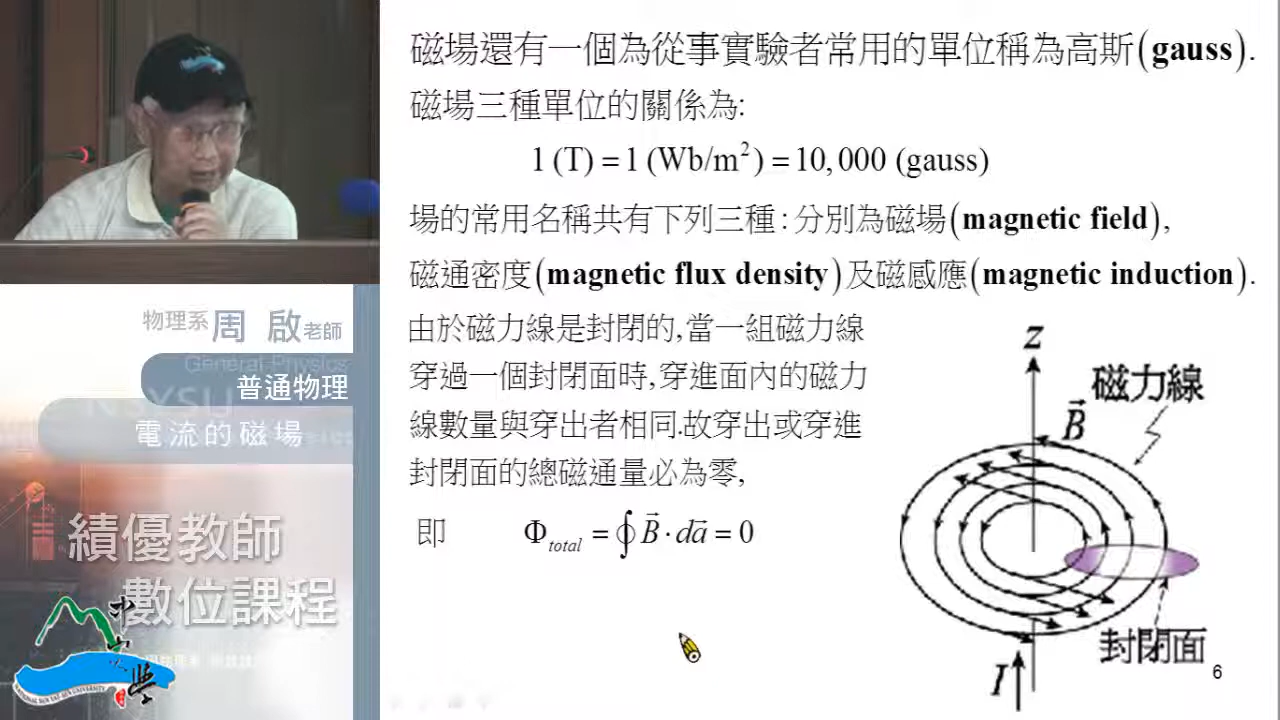 磁場還有一個為從事實驗者常用的單位稱為高斯(gauss).
磁場三種單位的關係為:
1 (T) = 1 (Wb/m²) = 10,000 (gauss)
場的常用名稱共有下列三種 : 分別為磁場(magnetic field),
磁通密度(magnetic flux density)及磁感應(magnetic induction).
由於磁力線是封閉的,當一組磁力線
穿過一個封閉面時,穿進面內的磁力
線數量與穿出者相同.故穿出或穿進
封閉面的總磁通量必為零,
即 Φ_total = ∮ B⃗ · da⃗ = 0
z
磁力線
B⃗
封閉面
I
6
物理系 周 啟 老師
General Physics
普通物理
NSYSU
電流的磁場
績優教師
數位課程
中山大學